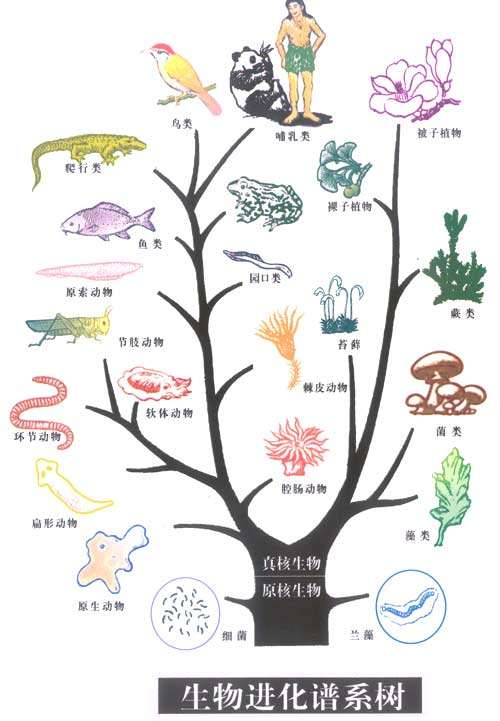 鸟类
哺乳类
被子植物
爬行类
裸子植物
鱼类
园口类
原索动物
蕨类
节肢动物
苔藓
棘皮动物
软体动物
环节动物
菌类
腔肠动物
扁形动物
藻类
真核生物
原核生物
原生动物
细菌
兰藻
生物进化谱系树